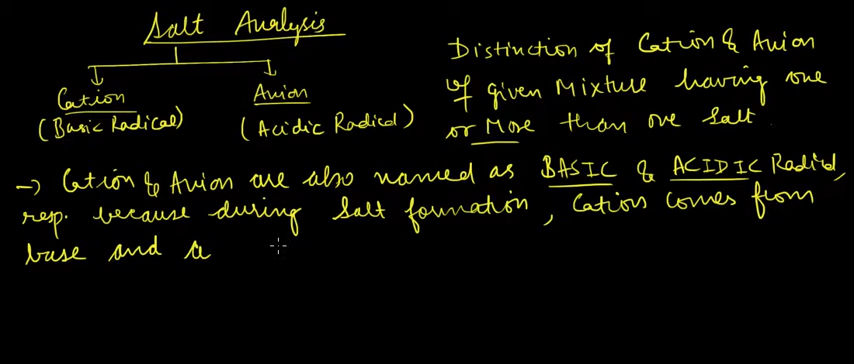 Salt Analysis
Cation
(Basic Radical)
Anion
(Acidic Radical)
Distinction of Cation & Anion
of given Mixture having one
or More than one Salt
→ Cation & Anion are also named as BASIC & ACIDIC Radical,
resp. because during Salt formation, Cation comes from
base and a